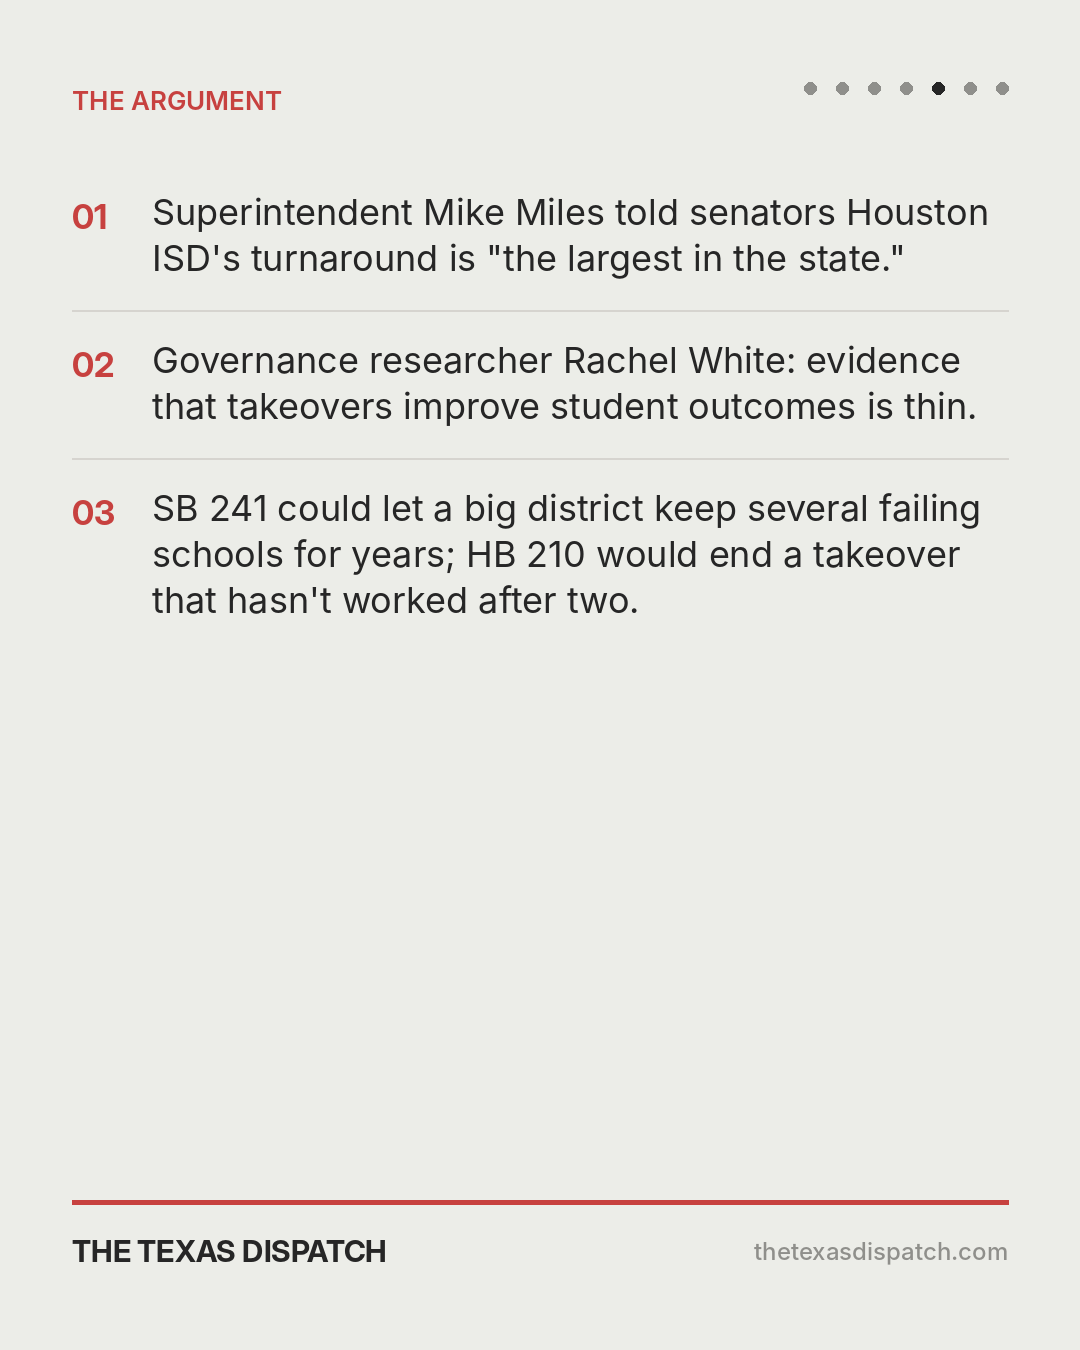 THE ARGUMENT
01 Superintendent Mike Miles told senators Houston
ISD's turnaround is "the largest in the state."
02 Governance researcher Rachel White: evidence
that takeovers improve student outcomes is thin.
03 SB 241 could let a big district keep several failing
schools for years; HB 210 would end a takeover
that hasn't worked after two.
THE TEXAS DISPATCH
thetexasdispatch.com